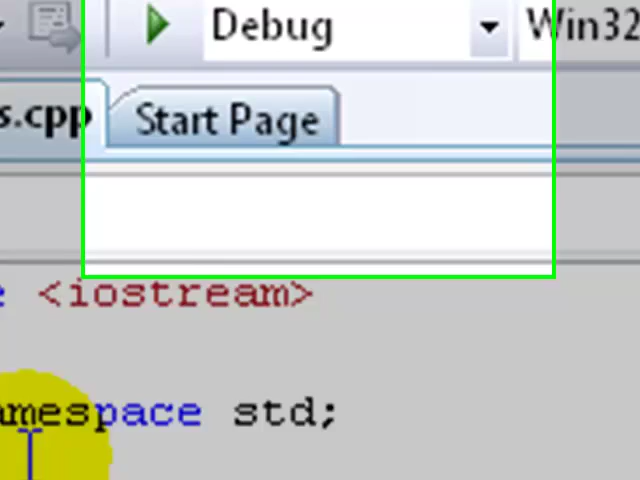 Debug Win32
s.cpp Start Page
<iostream>
amespace std;